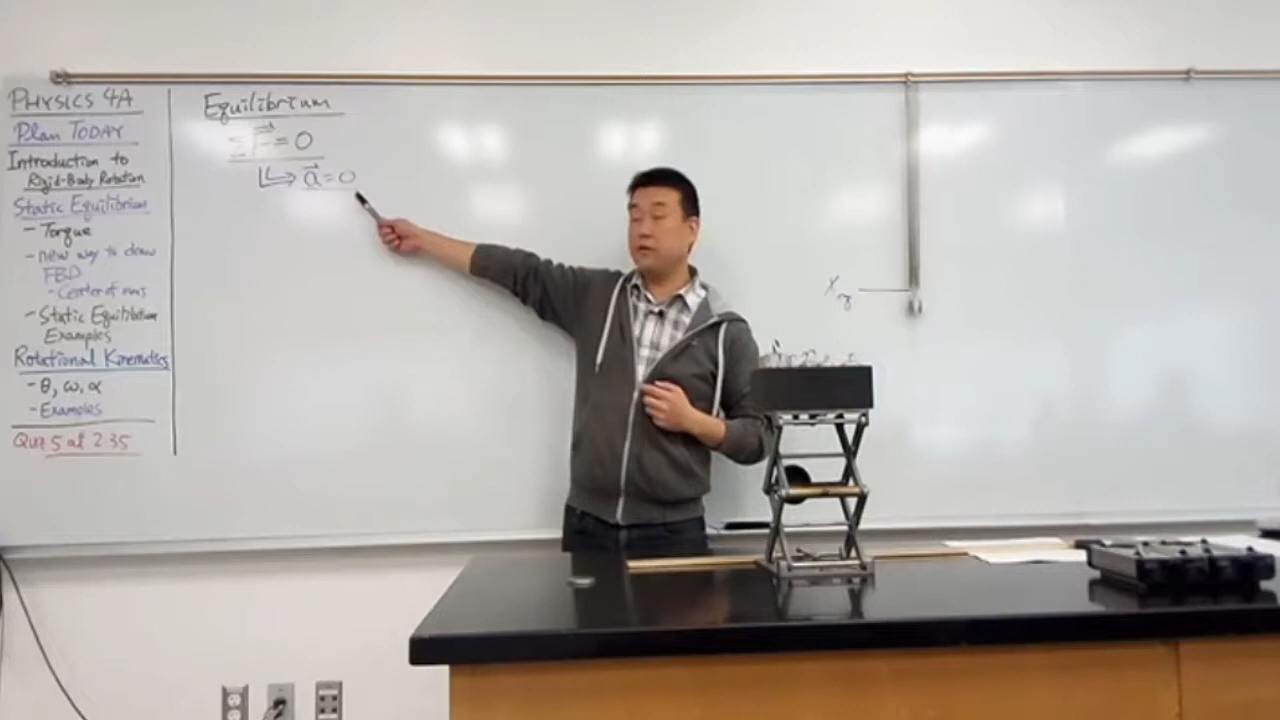 PHYSICS 4A
Plan TODAY
Introduction to
Rigid-Body Rotation
Static Equilibrium
- Torque
- new way to draw
FBD
- Center of mass
- Static Equilibrium
Examples
Rotational Kinematics
- θ, ω, α
- Examples
Quiz 5 at 2:35
Equilibrium
ΣF⃗ = 0
↳ a⃗ = 0